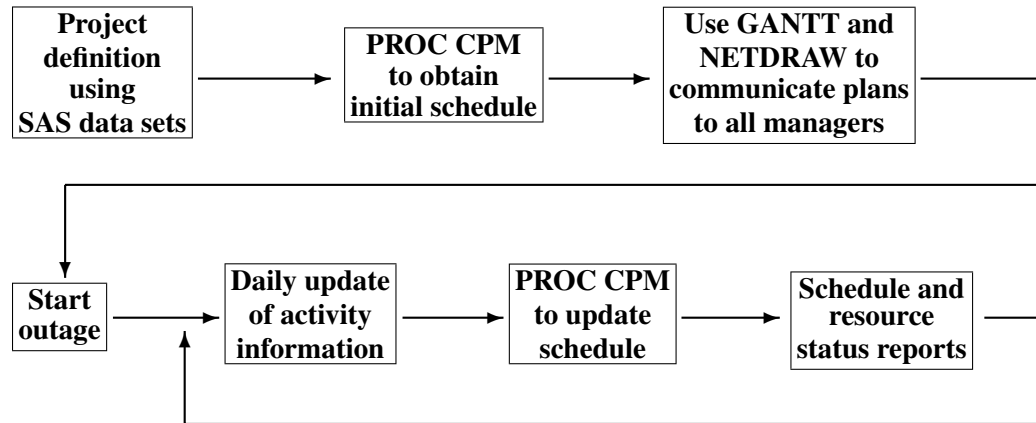 Project
definition
using
SAS data sets
PROC CPM
to obtain
initial schedule
Use GANTT and
NETDRAW to
communicate plans
to all managers
Start
outage
Daily update
of activity
information
PROC CPM
to update
schedule
Schedule and
resource
status reports